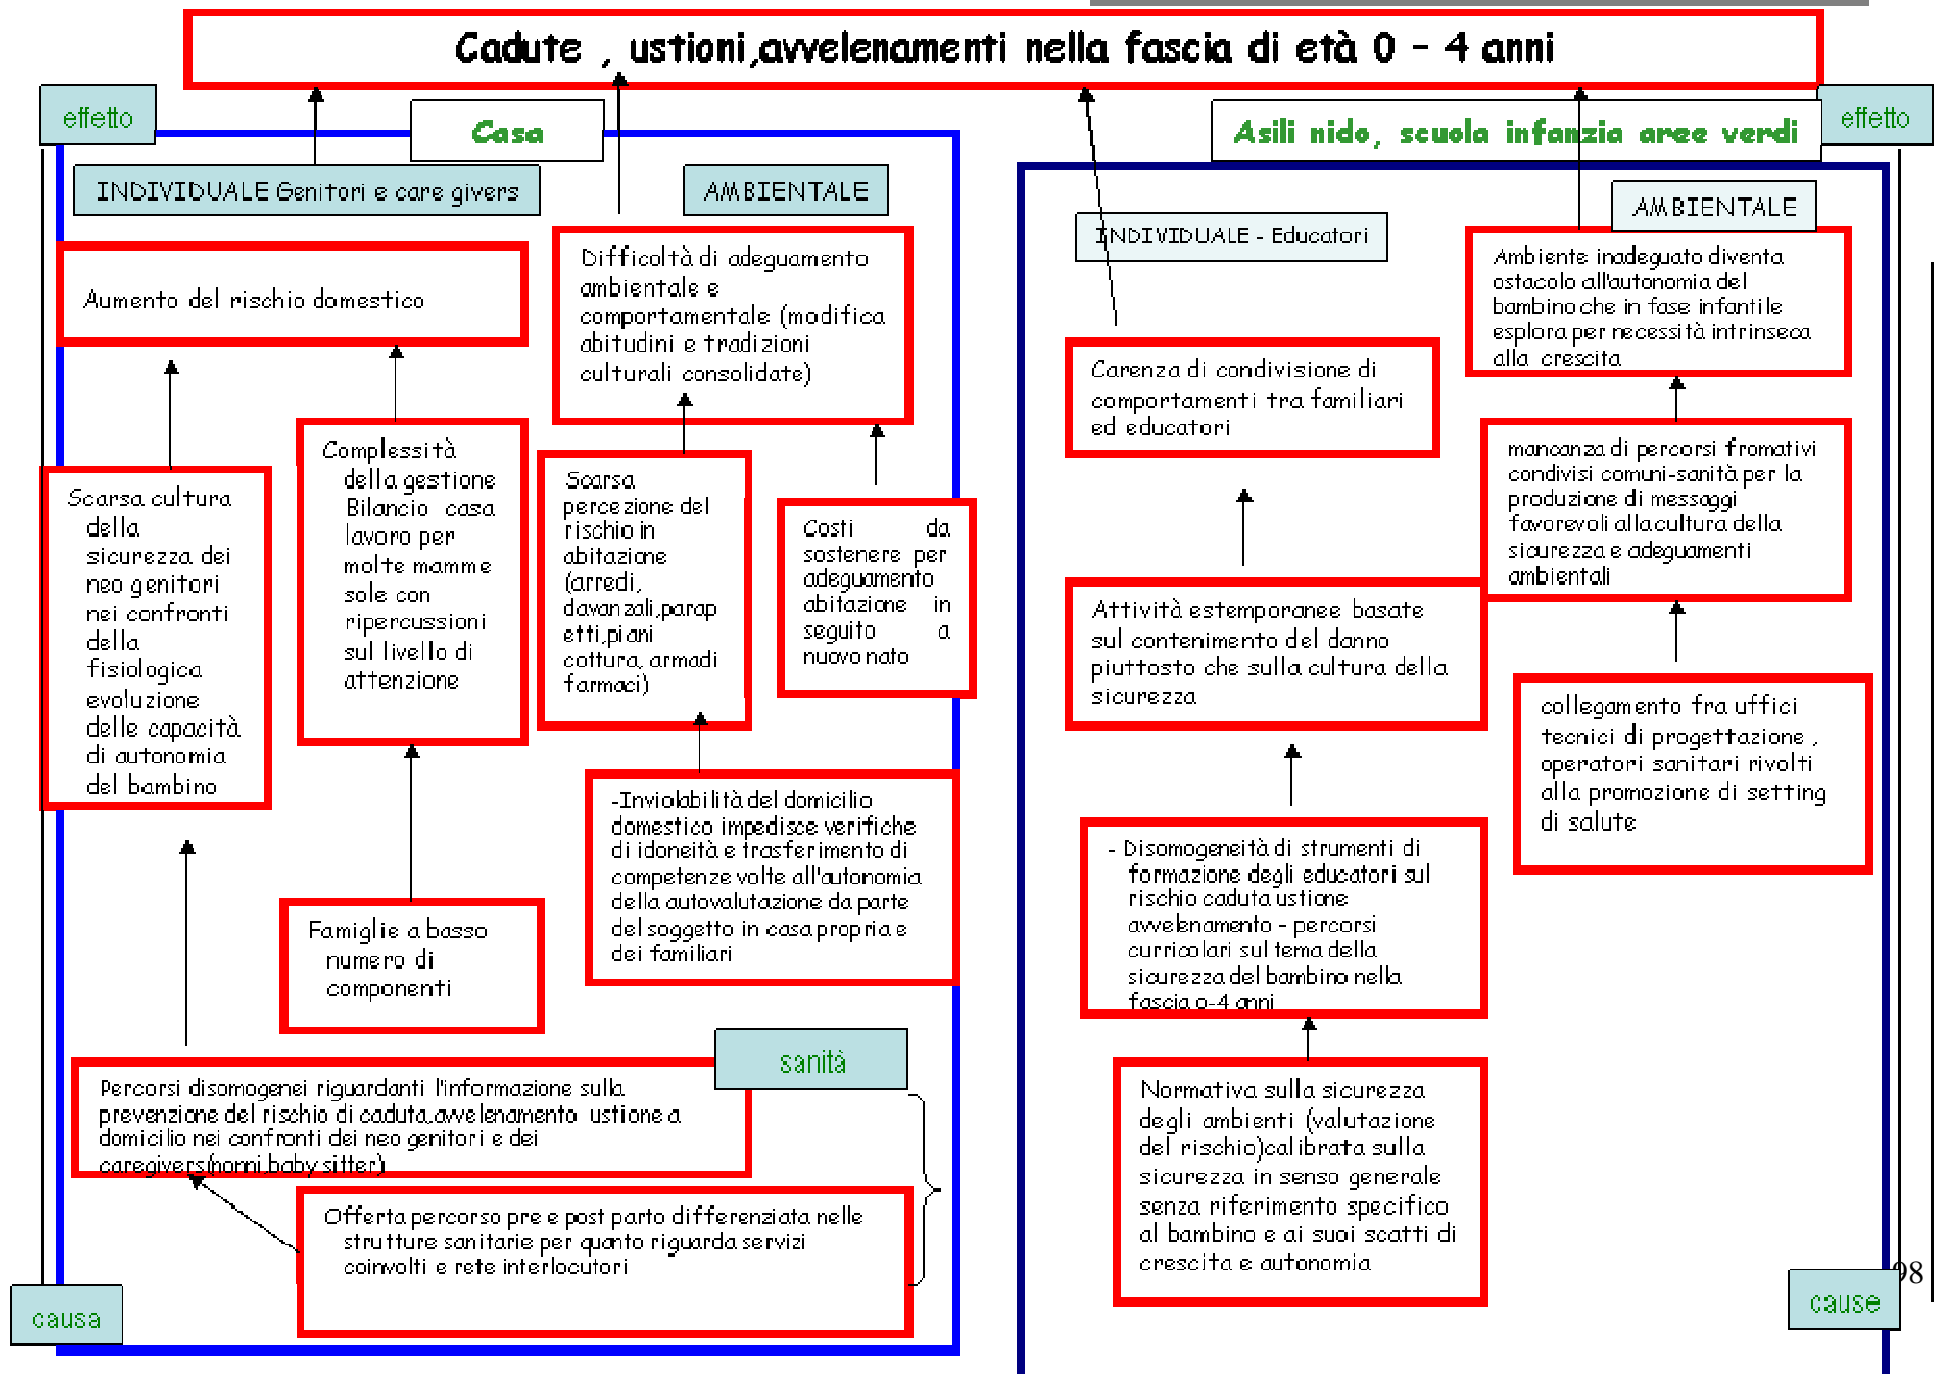 Cadute , ustioni,avvelenamenti nella fascia di età 0 - 4 anni
effetto
Casa
INDIVIDUALE Genitori e care givers
AMBIENTALE
Aumento del rischio domestico
Difficoltà di adeguamento
ambientale e
comportamentale (modifica
abitudini e tradizioni
culturali consolidate)
Scarsa cultura
della
sicurezza dei
neo genitori
nei confronti
della
fisiologica
evoluzione
delle capacità
di autonomia
del bambino
Complessità
della gestione
Bilancio casa
lavoro per
molte mamme
sole con
ripercussioni
sul livello di
attenzione
Scarsa
percezione del
rischio in
abitazione
(arredi,
davanzali,parap
etti,piani
cottura, armadi
farmaci)
Costi da
sostenere per
adeguamento
abitazione in
seguito a
nuovo nato
-Inviolabilità del domicilio
domestico impedisce verifiche
di idoneità e trasferimento di
competenze volte all'autonomia
della autovalutazione da parte
del soggetto in casa propria e
dei familiari
Famiglie a basso
numero di
componenti
sanità
Percorsi disomogenei riguardanti l'informazione sulla
prevenzione del rischio di caduta,avvelenamento ustione a
domicilio nei confronti dei neo genitori e dei
caregivers(nonni,baby sitter)
Offerta percorso pre e post parto differenziata nelle
strutture sanitarie per quanto riguarda servizi
coinvolti e rete interlocutori
causa
effetto
Asili nido, scuola infanzia aree verdi
INDIVIDUALE - Educatori
AMBIENTALE
Carenza di condivisione di
comportamenti tra familiari
ed educatori
Ambiente inadeguato diventa
ostacolo all'autonomia del
bambino che in fase infantile
esplora per necessità intrinseca
alla crescita
mancanza di percorsi fromativi
condivisi comuni-sanità per la
produzione di messaggi
favorevoli alla cultura della
sicurezza e adeguamenti
ambientali
Attività estemporanee basate
sul contenimento del danno
piuttosto che sulla cultura della
sicurezza
collegamento fra uffici
tecnici di progettazione ,
operatori sanitari rivolti
alla promozione di setting
di salute
- Disomogeneità di strumenti di
formazione degli educatori sul
rischio caduta ustione
avvelenamento - percorsi
curricolari sul tema della
sicurezza del bambino nella
fascia o-4 anni
Normativa sulla sicurezza
degli ambienti (valutazione
del rischio)calibrata sulla
sicurezza in senso generale
senza riferimento specifico
al bambino e ai suoi scatti di
crescita e autonomia
98
cause